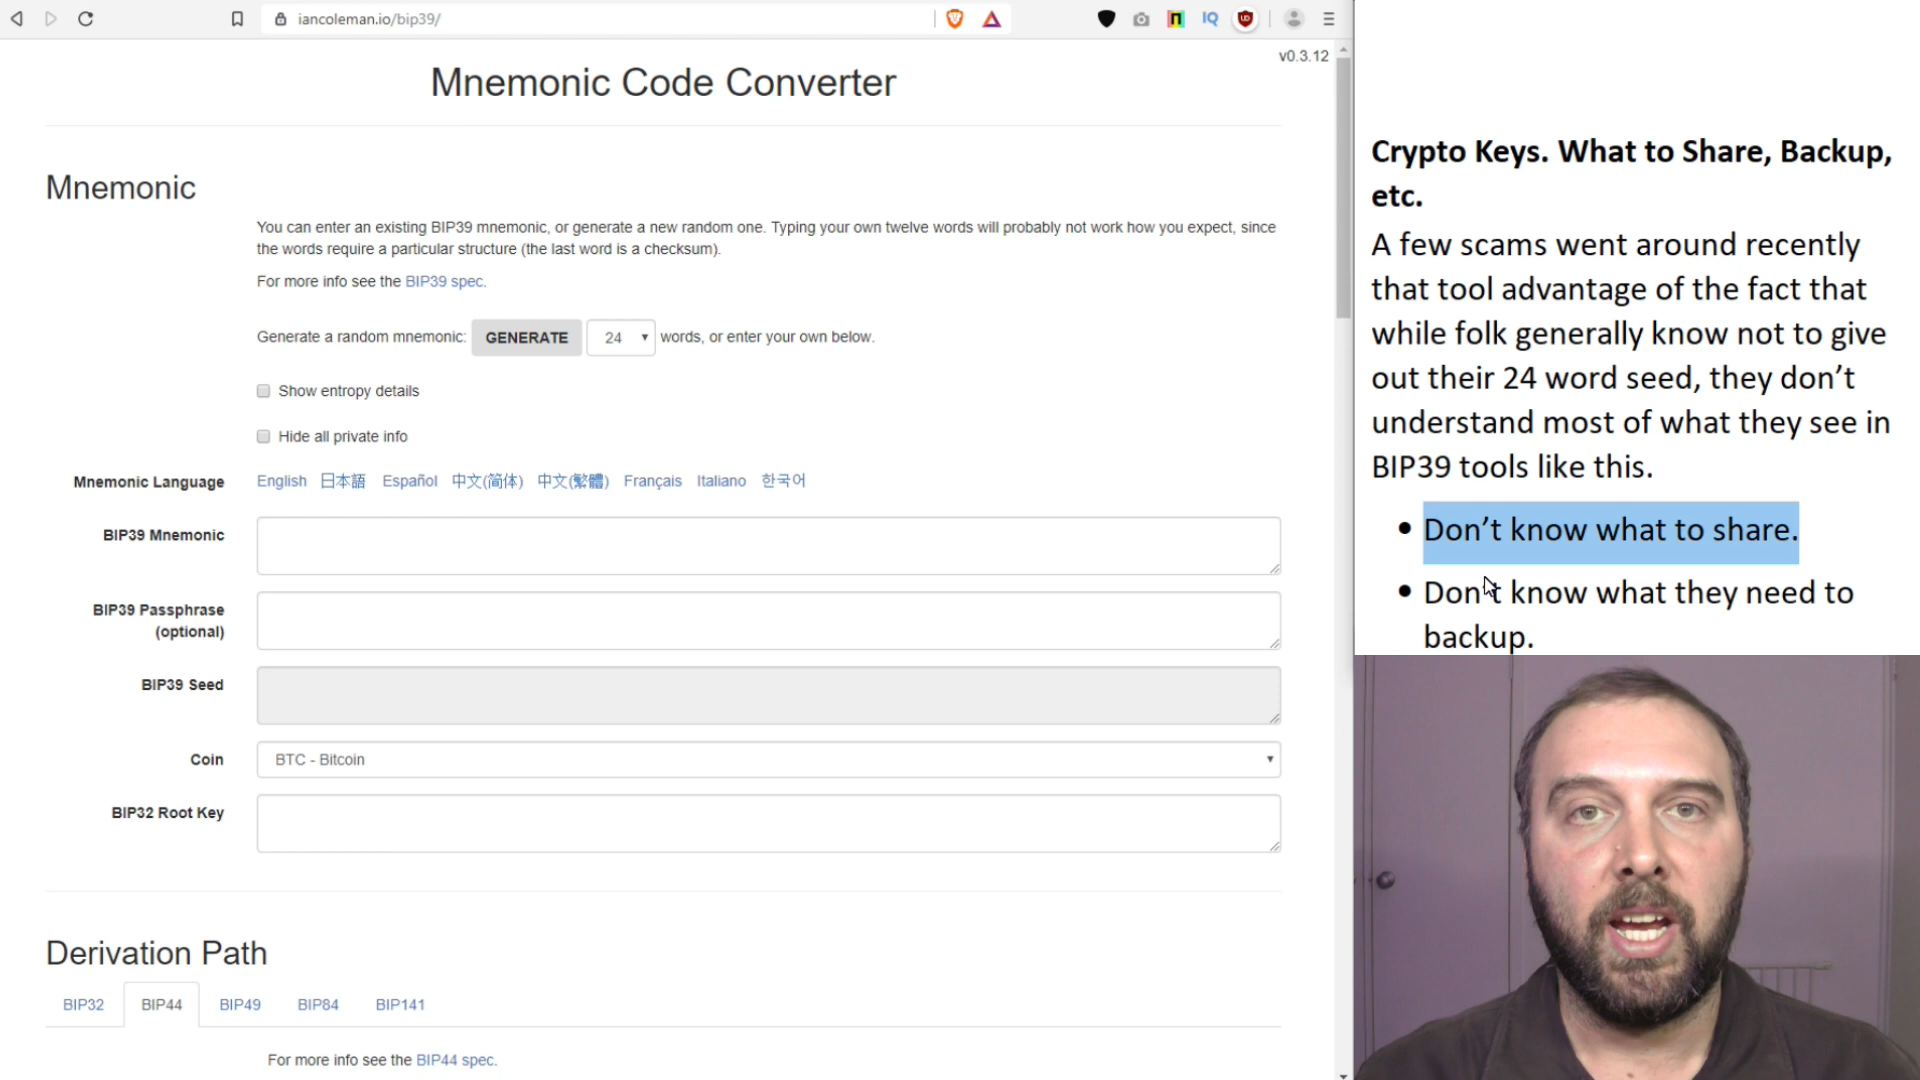 iancoleman.io/bip39/
IQ
v0.3.12
Mnemonic Code Converter
Mnemonic
You can enter an existing BIP39 mnemonic, or generate a new random one. Typing your own twelve words will probably not work how you expect, since
the words require a particular structure (the last word is a checksum).
For more info see the BIP39 spec.
Generate a random mnemonic: GENERATE 24 words, or enter your own below.
Show entropy details
Hide all private info
Mnemonic Language English 日本語 Español 中文(简体) 中文(繁體) Français Italiano 한국어
BIP39 Mnemonic
BIP39 Passphrase
(optional)
BIP39 Seed
Coin BTC - Bitcoin
BIP32 Root Key
Derivation Path
BIP32 BIP44 BIP49 BIP84 BIP141
For more info see the BIP44 spec.
Crypto Keys. What to Share, Backup,
etc.
A few scams went around recently
that tool advantage of the fact that
while folk generally know not to give
out their 24 word seed, they don’t
understand most of what they see in
BIP39 tools like this.
• Don’t know what to share.
• Don’t know what they need to
backup.